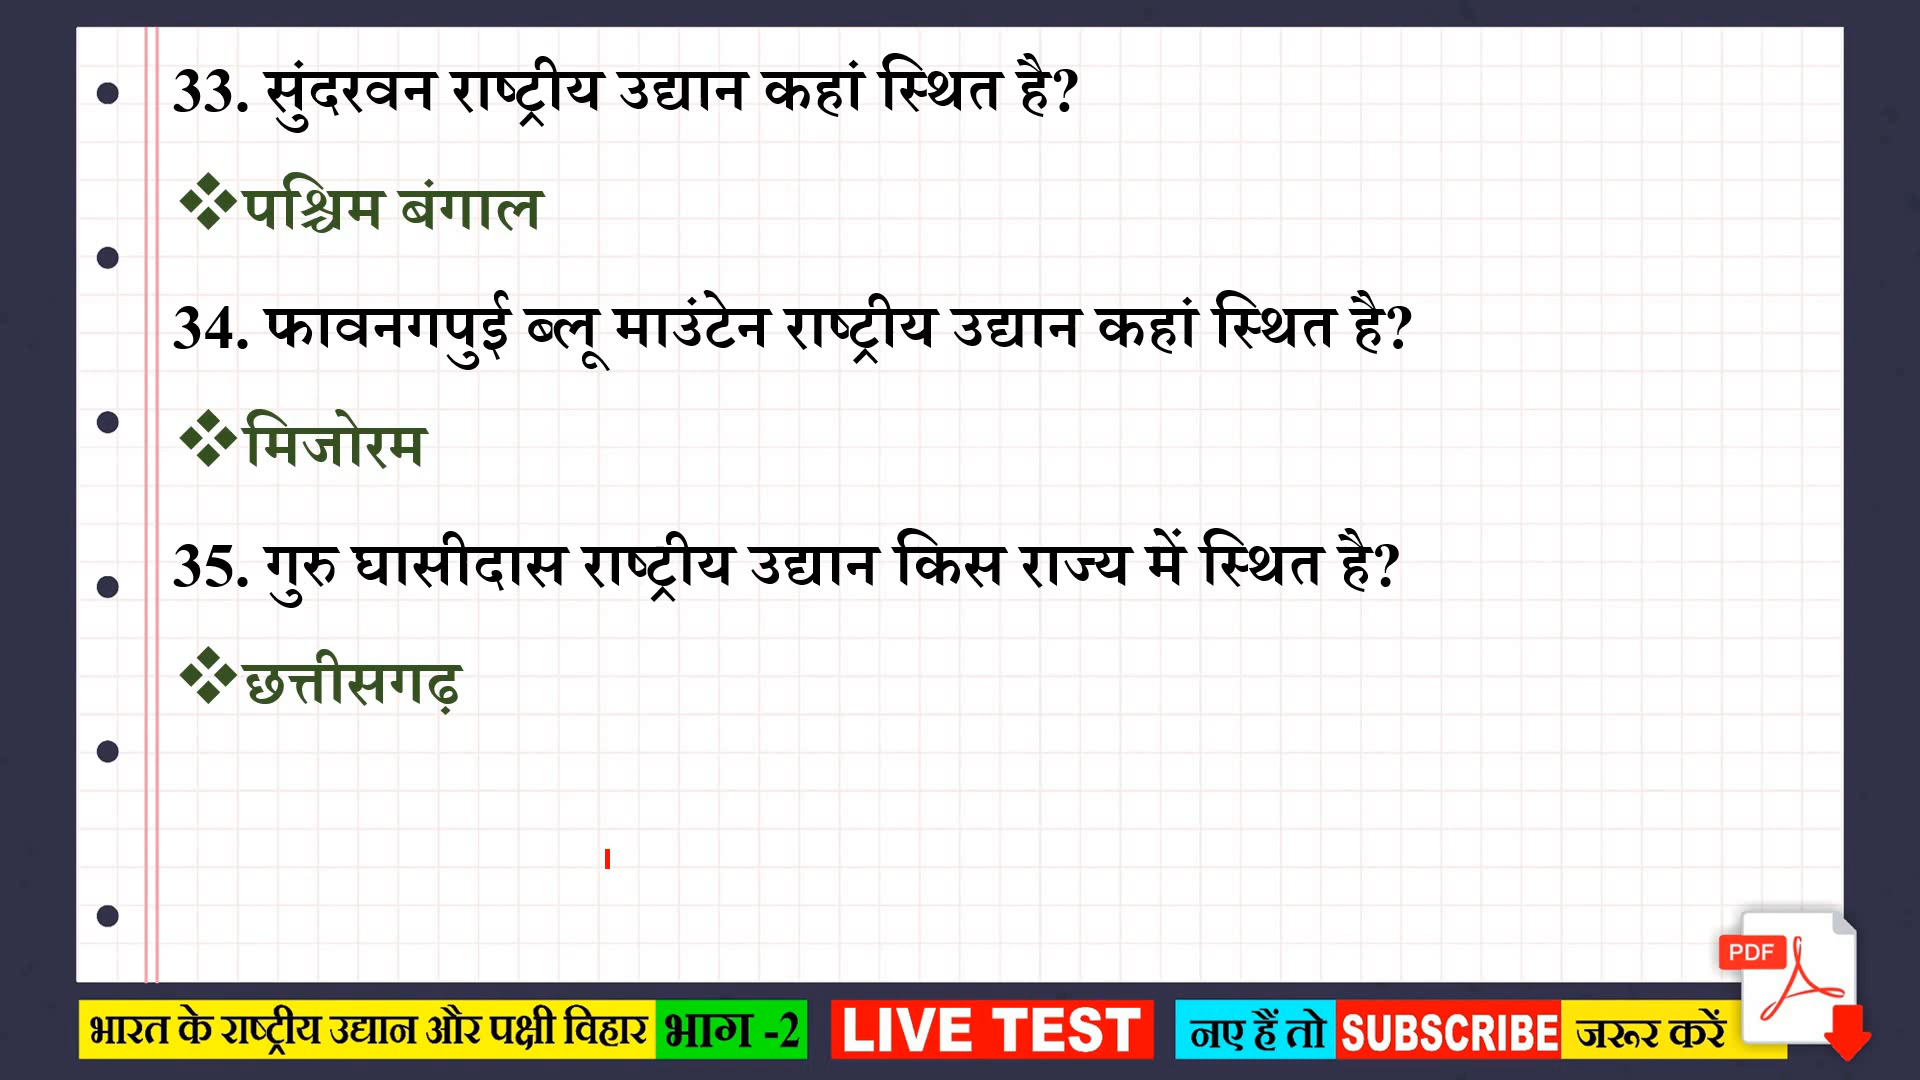 33. सुंदरवन राष्ट्रीय उद्यान कहां स्थित है?
❖पश्चिम बंगाल
34. फावनगपुई ब्लू माउंटेन राष्ट्रीय उद्यान कहां स्थित है?
❖मिजोरम
35. गुरु घासीदास राष्ट्रीय उद्यान किस राज्य में स्थित है?
❖छत्तीसगढ़
PDF
भारत के राष्ट्रीय उद्यान और पक्षी विहार भाग -2 LIVE TEST नए हैं तो SUBSCRIBE जरूर करें